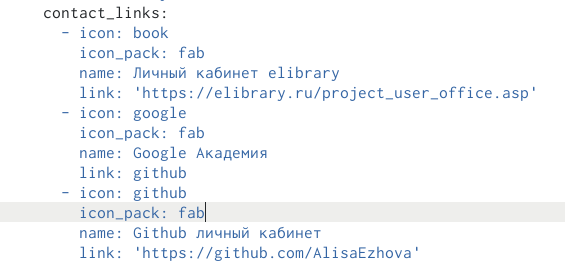 contact_links:
- icon: book
icon_pack: fab
name: Личный кабинет elibrary
link: 'https://elibrary.ru/project_user_office.asp'
- icon: google
icon_pack: fab
name: Google Академия
link: github
- icon: github
icon_pack: fab
name: Github личный кабинет
link: 'https://github.com/AlisaEzhova'